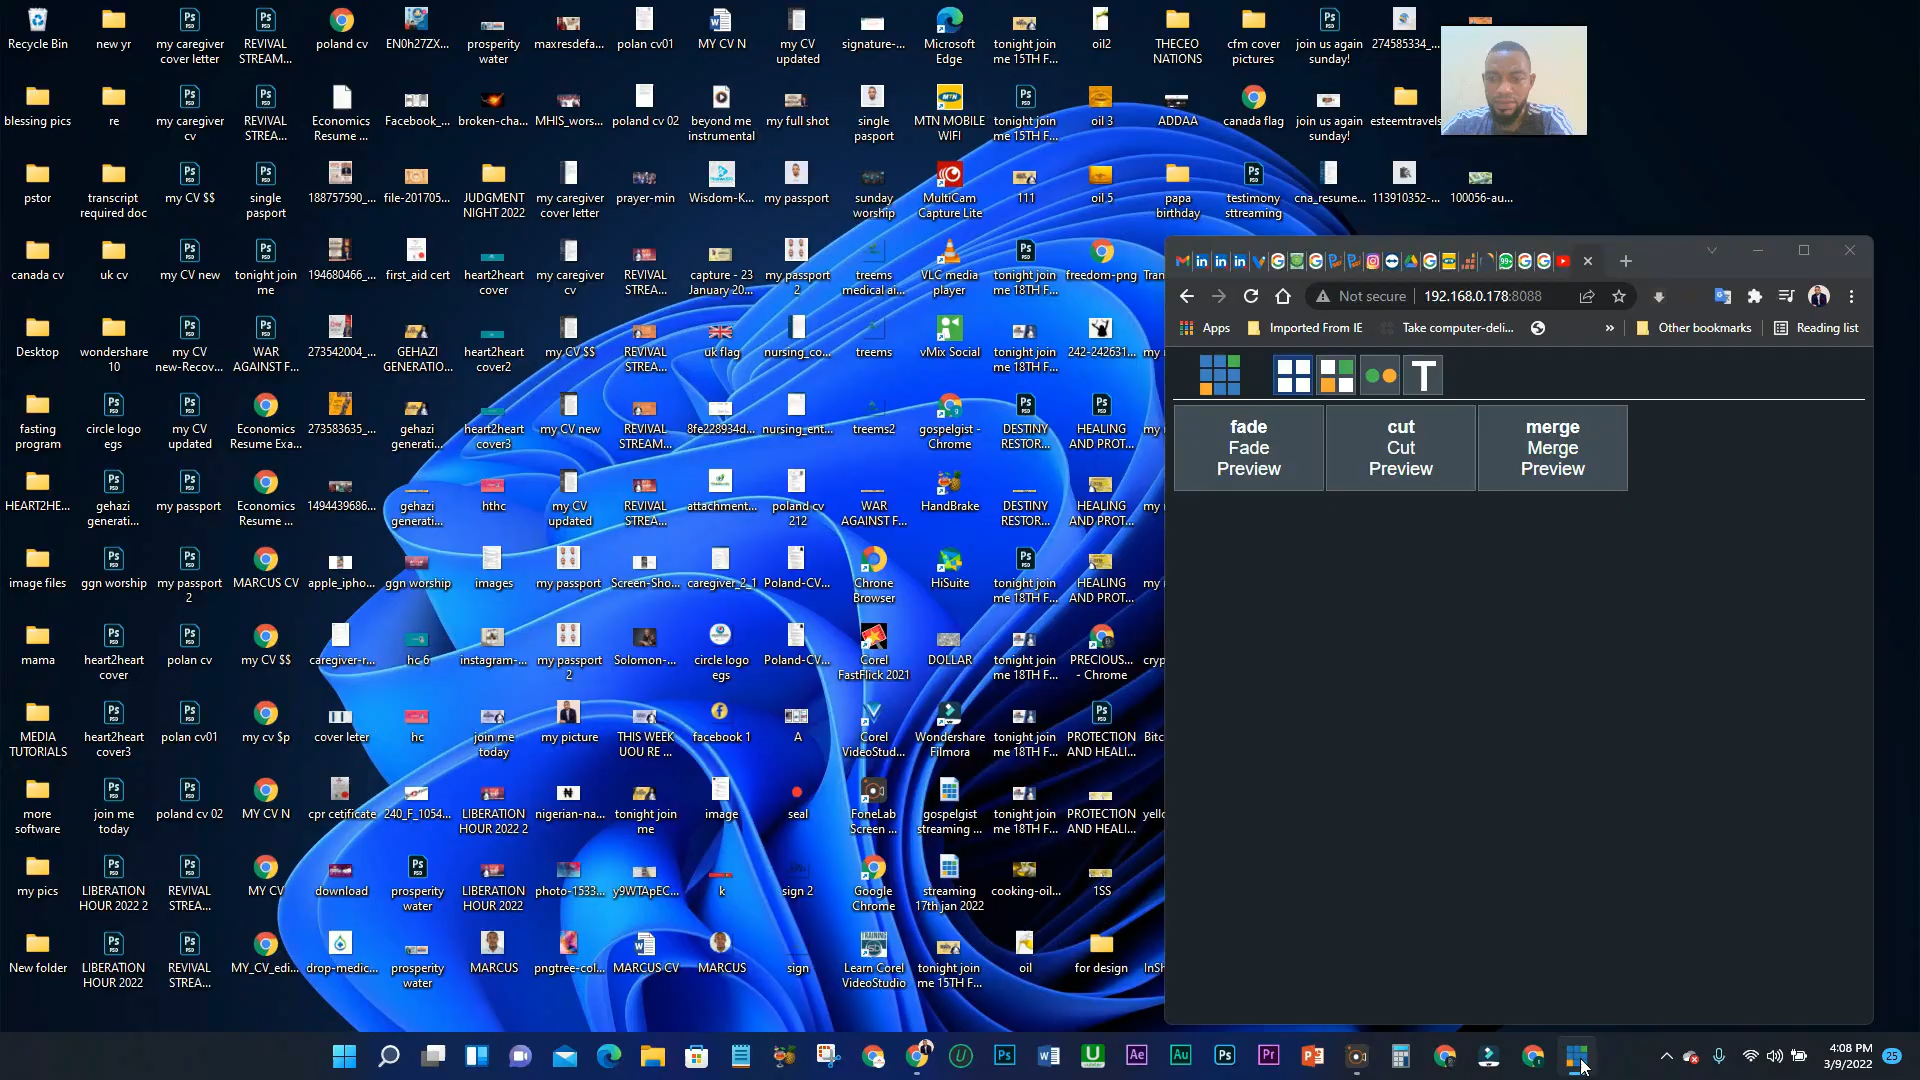 Recycle Bin
new yr
my caregiver
cover letter
REVIVAL
STREAM...
poland cv
EN0h27ZX...
prosperity
water
maxresdefa...
polan cv01
MY CV N
my CV
updated
signature-...
Microsoft
Edge
tonight join
me 15TH F...
oil2
THECEO
NATIONS
cfm cover
pictures
join us again
sunday!
274585334_...
blessing pics
re
my caregiver
cv
REVIVAL
STREA...
Economics
Resume ...
Facebook_...
broken-cha...
MHIS_wors...
poland cv 02
beyond me
instrumental
my full shot
single
pasport
MTN MOBILE
WIFI
tonight join
me 15TH F...
oil 3
ADDAA
canada flag
join us again
sunday!
esteemtravels
pstor
transcript
required doc
my CV $$
single
pasport
188757590_...
file-201705...
JUDGMENT
NIGHT 2022
my caregiver
cover letter
prayer-min
Wisdom-K...
my passport
sunday
worship
MultiCam
Capture Lite
111
oil 5
papa
birthday
testimony
sttreaming
cna_resume...
113910352-...
100056-au...
canada cv
uk cv
my CV new
tonight join
me
194680466_...
first_aid cert
heart2heart
cover
my caregiver
cv
REVIVAL
STREA...
capture - 23
January 20...
my passport
2
treems
medical ai...
VLC media
player
tonight join
me 18TH F...
freedom-png
Tran
Desktop
wondershare
10
my CV
new-Recov...
WAR
AGAINST F...
273542004_...
GEHAZI
GENERATIO...
heart2heart
cover2
my CV $$
REVIVAL
STREA...
uk flag
nursing_co...
treems
vMix Social
tonight join
me 18TH F...
242-242631...
my
fasting
program
circle logo
egs
my CV
updated
Economics
Resume Exa...
273583635_...
gehazi
generati...
heart2heart
cover3
my CV new
REVIVAL
STREAM...
8fe228934d...
nursing_ent...
treems2
gospelgist -
Chrome
DESTINY
RESTOR...
HEALING
AND PROT...
my
HEART2HE...
gehazi
generati...
my passport
Economics
Resume ...
1494439686...
gehazi
generati...
hthc
my CV
updated
REVIVAL
STREA...
attachment...
poland cv
212
WAR
AGAINST F...
HandBrake
DESTINY
RESTOR...
HEALING
AND PROT...
my
image files
ggn worship
my passport
2
MARCUS CV
apple_ipho...
ggn worship
images
my passport
Screen-Sho...
caregiver_2_1
Poland-CV...
Chrone
Browser
HiSuite
tonight join
me 18TH F...
HEALING
AND PROT...
my
mama
heart2heart
cover
polan cv
my CV $$
caregiver-r...
hc 6
instagram-...
my passport
2
Solomon-...
circle logo
egs
Poland-CV...
Corel
FastFlick 2021
DOLLAR
tonight join
me 18TH F...
PRECIOUS...
- Chrome
cryp
MEDIA
TUTORIALS
heart2heart
cover3
polan cv01
my cv $p
cover leter
hc
join me
today
my picture
THIS WEEK
UOU RE ...
facebook 1
A
Corel
VideoStud...
Wondershare
Filmora
tonight join
me 18TH F...
PROTECTION
AND HEALI...
Bitc
more
software
join me
today
poland cv 02
MY CV N
cpr cetificate
240_F_1054...
LIBERATION
HOUR 2022 2
nigerian-na...
tonight join
me
image
seal
FoneLab
Screen ...
gospelgist
streaming ...
tonight join
me 18TH F...
PROTECTION
AND HEALI...
yello
my pics
LIBERATION
HOUR 2022 2
REVIVAL
STREA...
MY CV
download
prosperity
water
LIBERATION
HOUR 2022
photo-1533...
y9WTApEC...
k
sign 2
Google
Chrome
streaming
17th jan 2022
cooking-oil...
1SS
New folder
LIBERATION
HOUR 2022
REVIVAL
STREA...
MY_CV_edi...
drop-medic...
prosperity
water
MARCUS
pngtree-col...
MARCUS CV
MARCUS
sign
Learn Corel
VideoStudio
tonight join
me 15TH F...
oil
for design
InSh
Not secure
192.168.0.178:8088
Apps
Imported From IE
Take computer-deli...
»
Other bookmarks
Reading list
T
fade
Fade
Preview
cut
Cut
Preview
merge
Merge
Preview
4:08 PM
3/9/2022
25